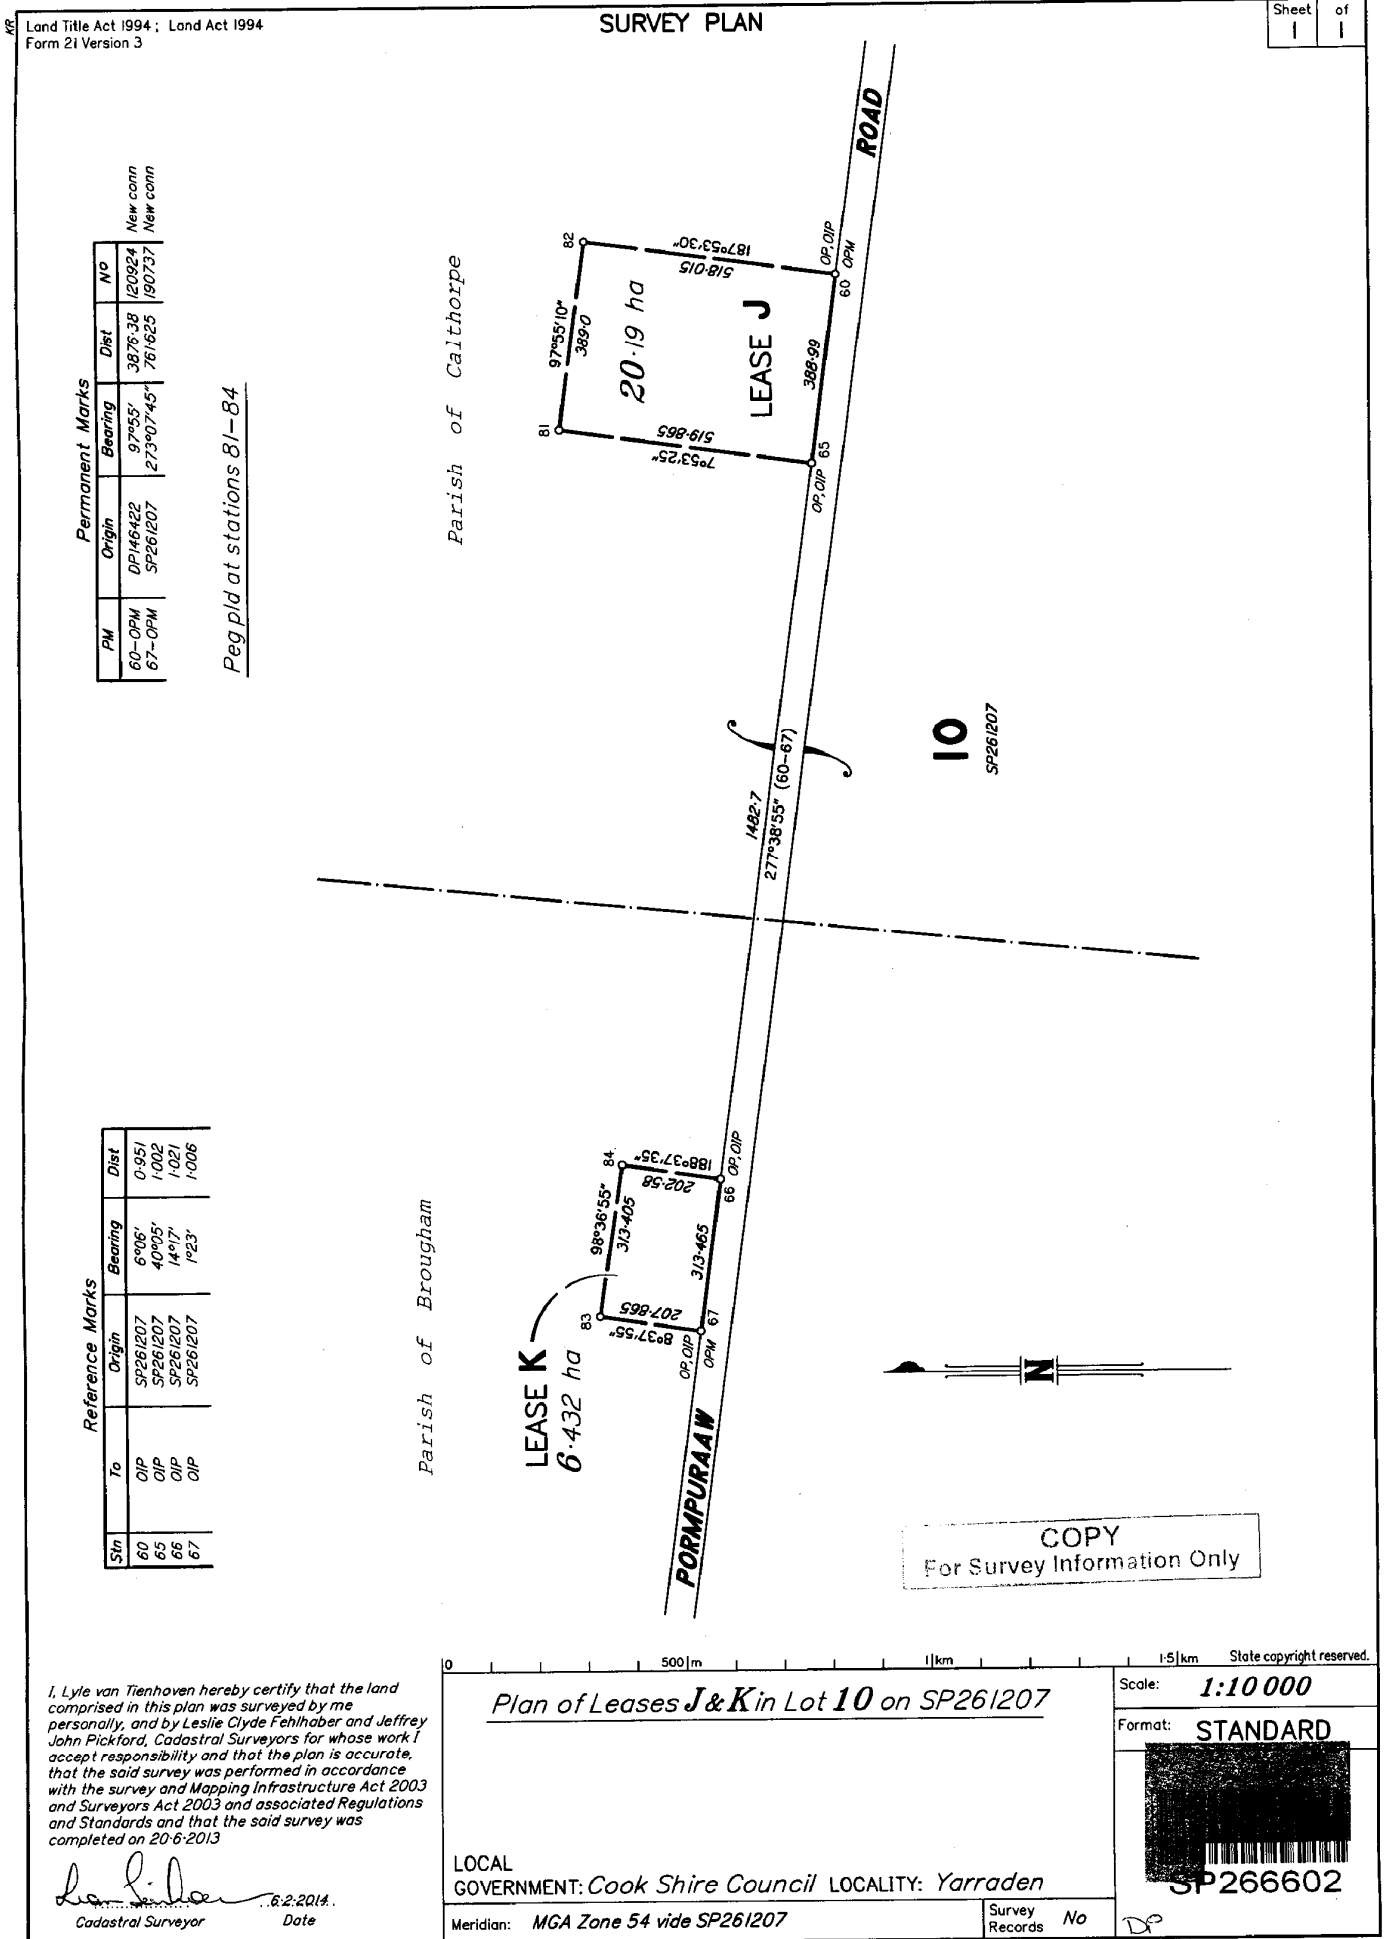 KR
Land Title Act 1994 ; Land Act 1994
Form 21 Version 3
SURVEY PLAN
Sheet of
1 1
Permanent Marks
PM Origin Bearing Dist Nº
60-OPM DP146422 97°55' 3876·38 120924 New conn
67-OPM SP261207 273°07'45" 761·625 190737 New conn
Peg pld at stations 81-84
Parish of Calthorpe
ROAD
82
97°55'10"
389·0
187°53'30"
518·015
20·19 ha
LEASE J
81
519·865
7°53'25"
388·99
OP,OIP
OPM
60
65
OP,OIP
1482·7
277°38'55" (60-67)
10
SP261207
Reference Marks
Stn To Origin Bearing Dist
60 OIP SP261207 6°06' 0·951
65 OIP SP261207 40°05' 1·002
66 OIP SP261207 14°17' 1·021
67 OIP SP261207 1°23' 1·006
Parish of Brougham
84
98°36'55"
313·405
188°37'35"
202·58
83
207·865
8°37'55"
313·465
OP,OIP
66
67
OP,OIP
OPM
LEASE K
6·432 ha
PORMPURAAW
N
COPY
For Survey Information Only
0 500 m 1 km 1·5 km State copyright reserved.
I, Lyle van Tienhoven hereby certify that the land
comprised in this plan was surveyed by me
personally, and by Leslie Clyde Fehlhaber and Jeffrey
John Pickford, Cadastral Surveyors for whose work I
accept responsibility and that the plan is accurate,
that the said survey was performed in accordance
with the survey and Mapping Infrastructure Act 2003
and Surveyors Act 2003 and associated Regulations
and Standards and that the said survey was
completed on 20·6·2013
6·2·2014
Cadastral Surveyor Date
Plan of Leases J & K in Lot 10 on SP261207
LOCAL
GOVERNMENT: Cook Shire Council LOCALITY: Yarraden
Meridian: MGA Zone 54 vide SP261207
Survey
Records No
Scale: 1:10 000
Format: STANDARD
SP266602
DP